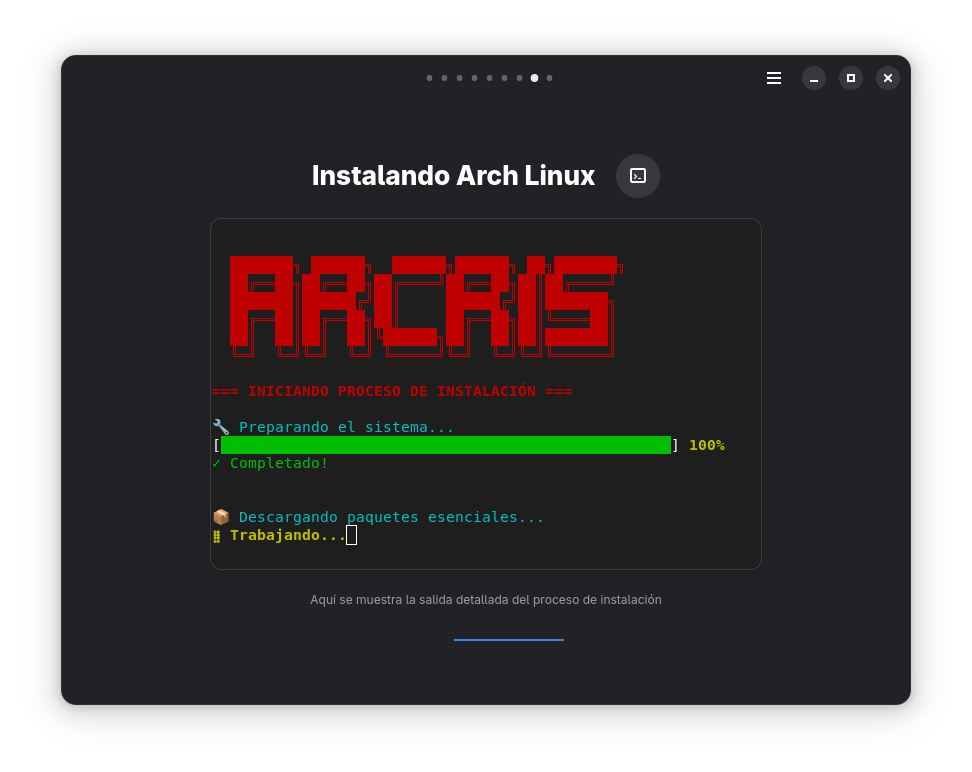 Instalando Arch Linux
ARCRIS
=== INICIANDO PROCESO DE INSTALACIÓN ===
🔧 Preparando el sistema...
[██████████████████████████████████████████████████] 100%
✓ Completado!
📦 Descargando paquetes esenciales...
⣿ Trabajando...
Aquí se muestra la salida detallada del proceso de instalación